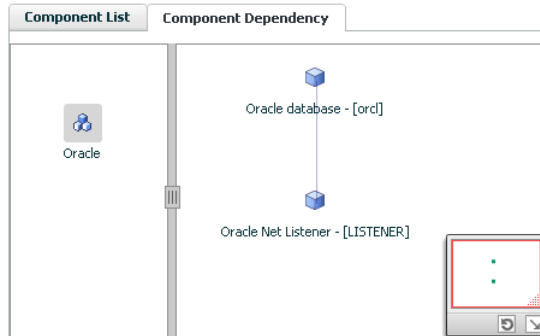 Component List
Component Dependency
Oracle database - [orcl]
Oracle
Oracle Net Listener - [LISTENER]